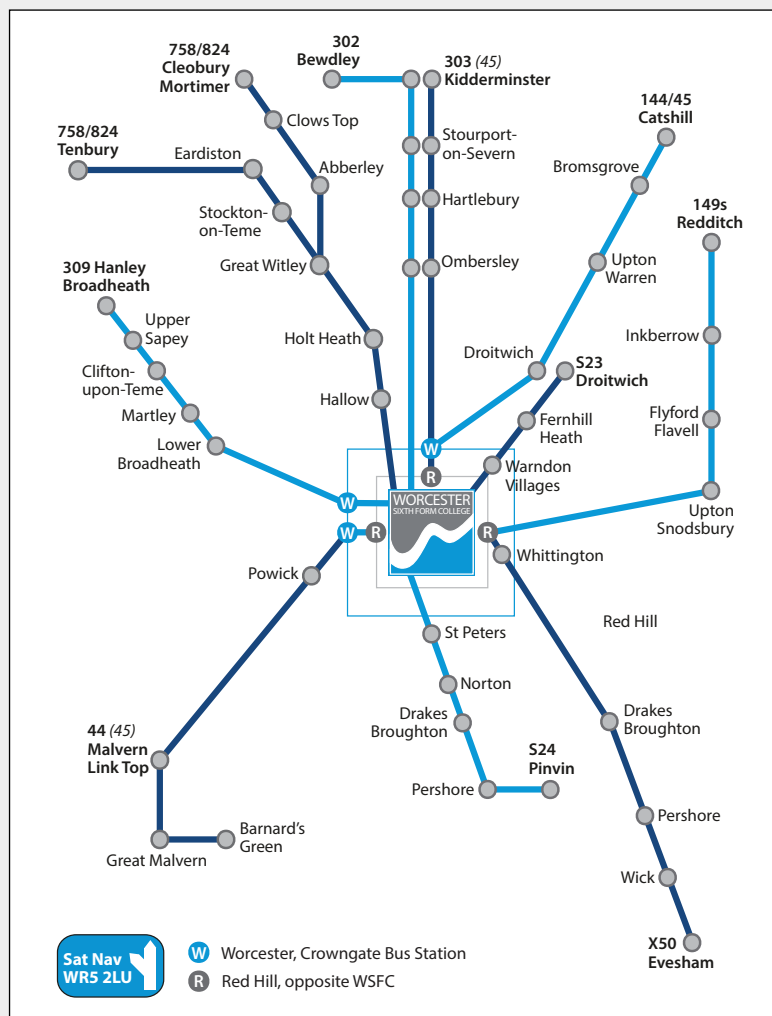 302
Bewdley
303 (45)
Kidderminster
758/824
Cleobury
Mortimer
Clows Top
Abberley
758/824
Tenbury
Eardiston
Stockton-
on-Teme
Great Witley
Holt Heath
Hallow
Stourport-
on-Severn
Hartlebury
Ombersley
144/45
Catshill
Bromsgrove
Upton
Warren
Droitwich
149s
Redditch
Inkberrow
Flyford
Flavell
Upton
Snodsbury
S23
Droitwich
Fernhill
Heath
Warndon
Villages
309 Hanley
Broadheath
Upper
Sapey
Clifton-
upon-Teme
Martley
Lower
Broadheath
W
R
W
W
R
R
WORCESTER
SIXTH FORM COLLEGE
Whittington
Red Hill
Powick
44 (45)
Malvern
Link Top
Great Malvern
Barnard's
Green
St Peters
Norton
Drakes
Broughton
Pershore
S24
Pinvin
Drakes
Broughton
Pershore
Wick
X50
Evesham
Sat Nav
WR5 2LU
W Worcester, Crowngate Bus Station
R Red Hill, opposite WSFC